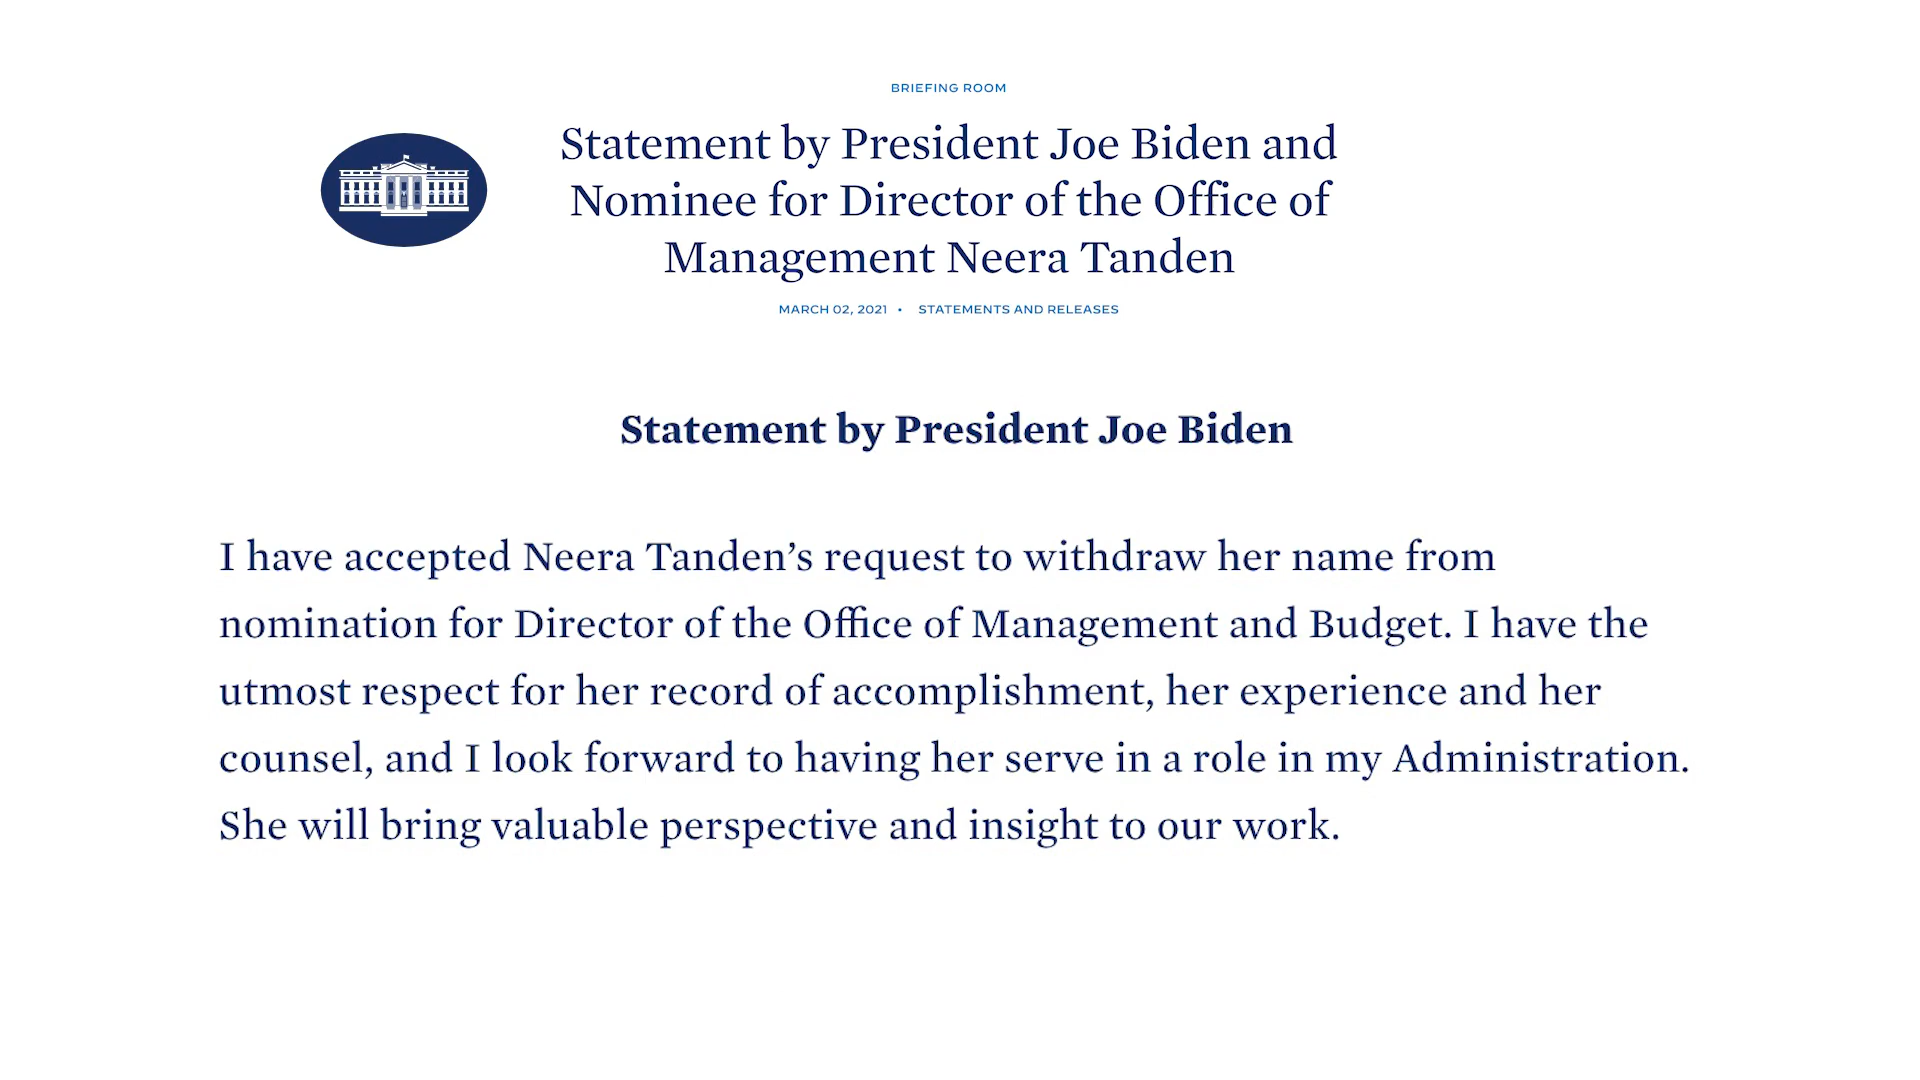 BRIEFING ROOM
Statement by President Joe Biden and
Nominee for Director of the Office of
Management Neera Tanden
MARCH 02, 2021 • STATEMENTS AND RELEASES
Statement by President Joe Biden
I have accepted Neera Tanden’s request to withdraw her name from
nomination for Director of the Office of Management and Budget. I have the
utmost respect for her record of accomplishment, her experience and her
counsel, and I look forward to having her serve in a role in my Administration.
She will bring valuable perspective and insight to our work.